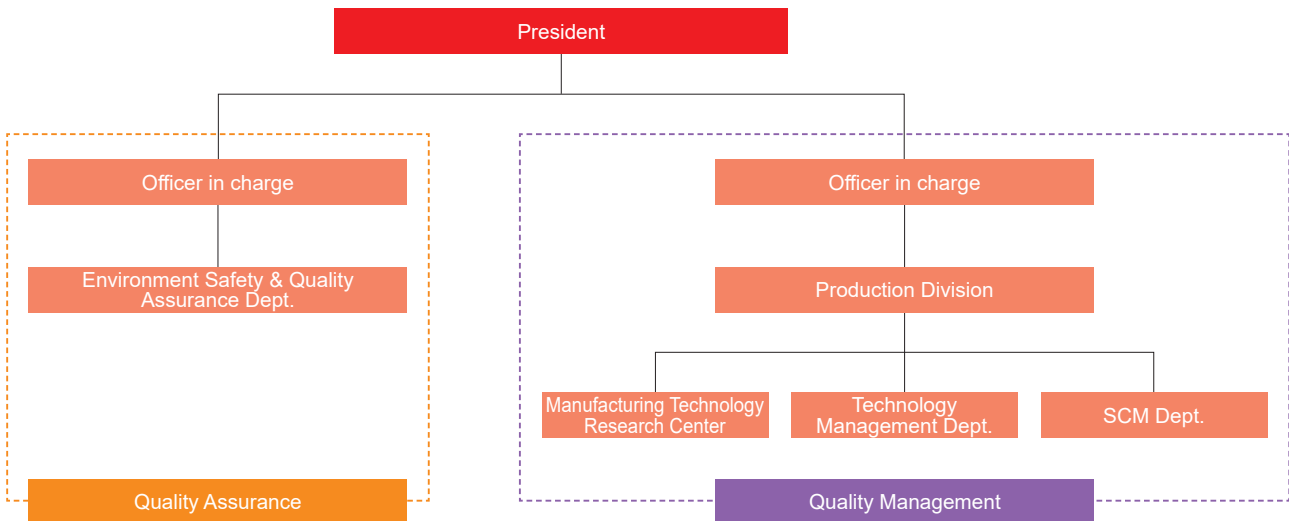 President
Officer in charge
Officer in charge
Environment Safety & Quality
Assurance Dept.
Production Division
Manufacturing Technology
Research Center
Technology
Management Dept.
SCM Dept.
Quality Assurance
Quality Management